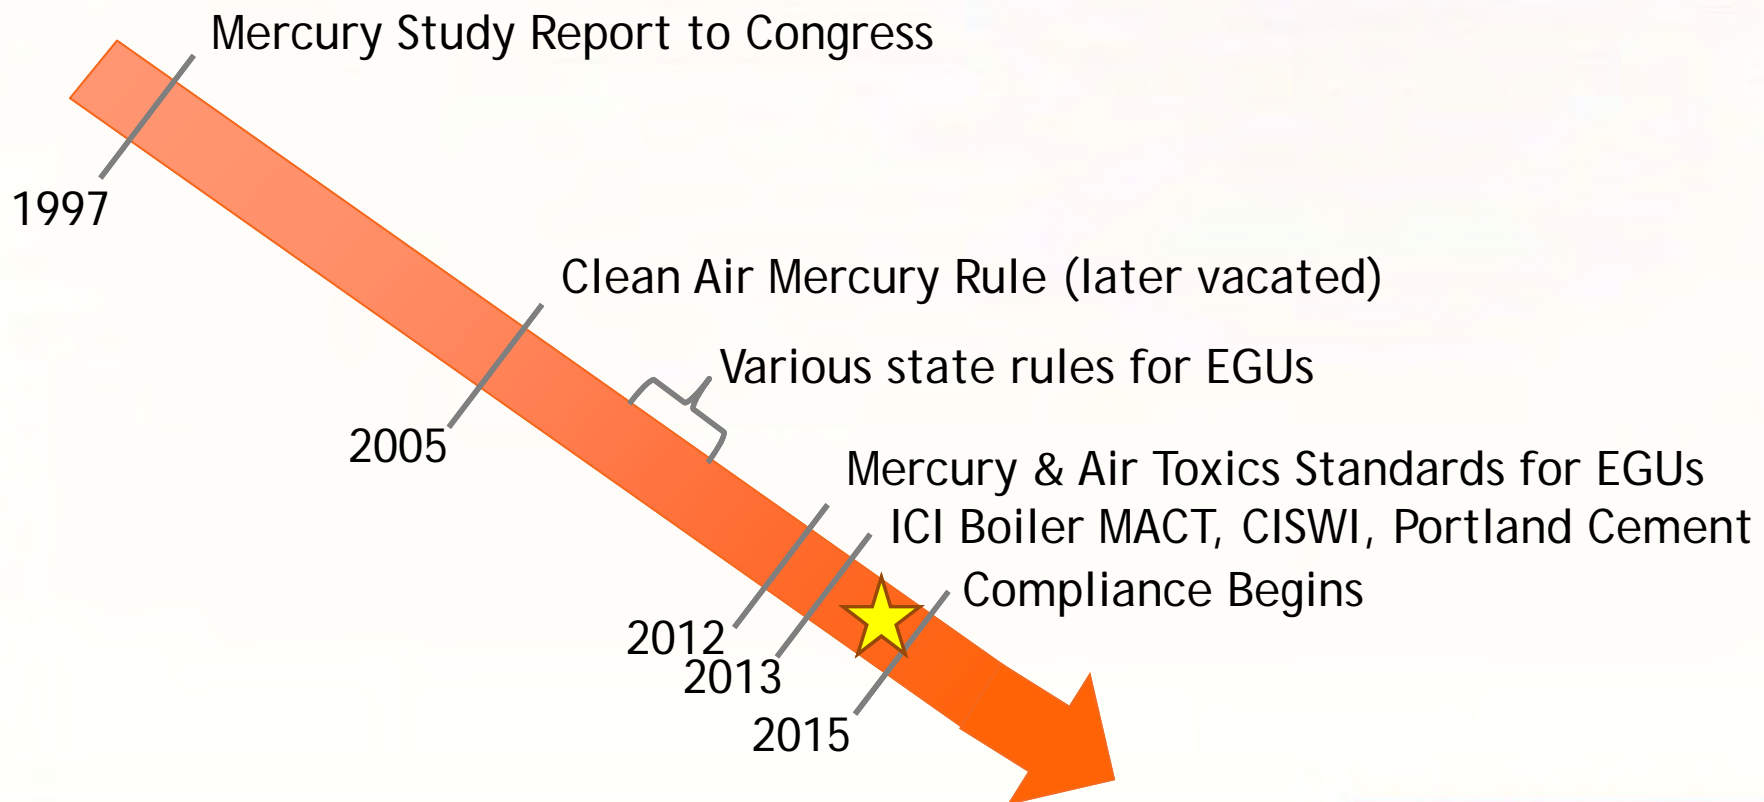 Mercury Study Report to Congress
1997
Clean Air Mercury Rule (later vacated)
Various state rules for EGUs
2005
Mercury & Air Toxics Standards for EGUs
ICI Boiler MACT, CISWI, Portland Cement
Compliance Begins
2012
2013
2015